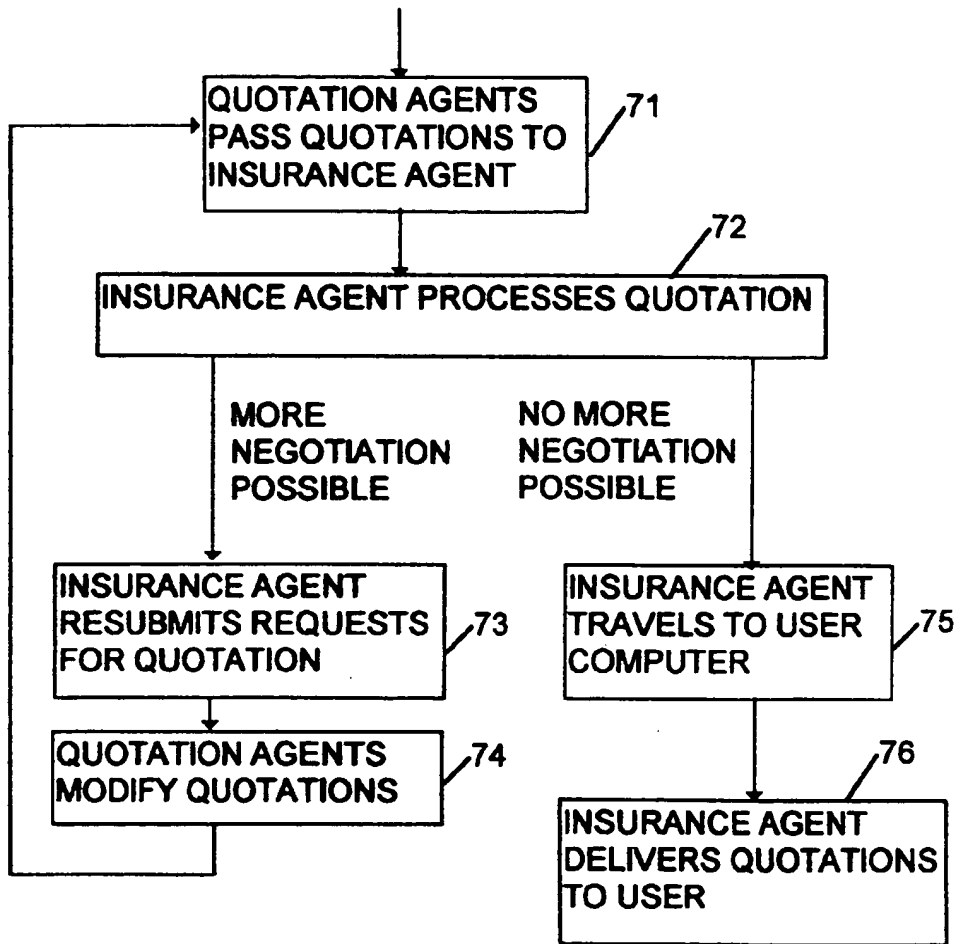 QUOTATION AGENTS
PASS QUOTATIONS TO
INSURANCE AGENT
71
72
INSURANCE AGENT PROCESSES QUOTATION
MORE
NEGOTIATION
POSSIBLE
NO MORE
NEGOTIATION
POSSIBLE
INSURANCE AGENT
RESUBMITS REQUESTS
FOR QUOTATION
73
INSURANCE AGENT
TRAVELS TO USER
COMPUTER
75
QUOTATION AGENTS
MODIFY QUOTATIONS
74
76
INSURANCE AGENT
DELIVERS QUOTATIONS
TO USER